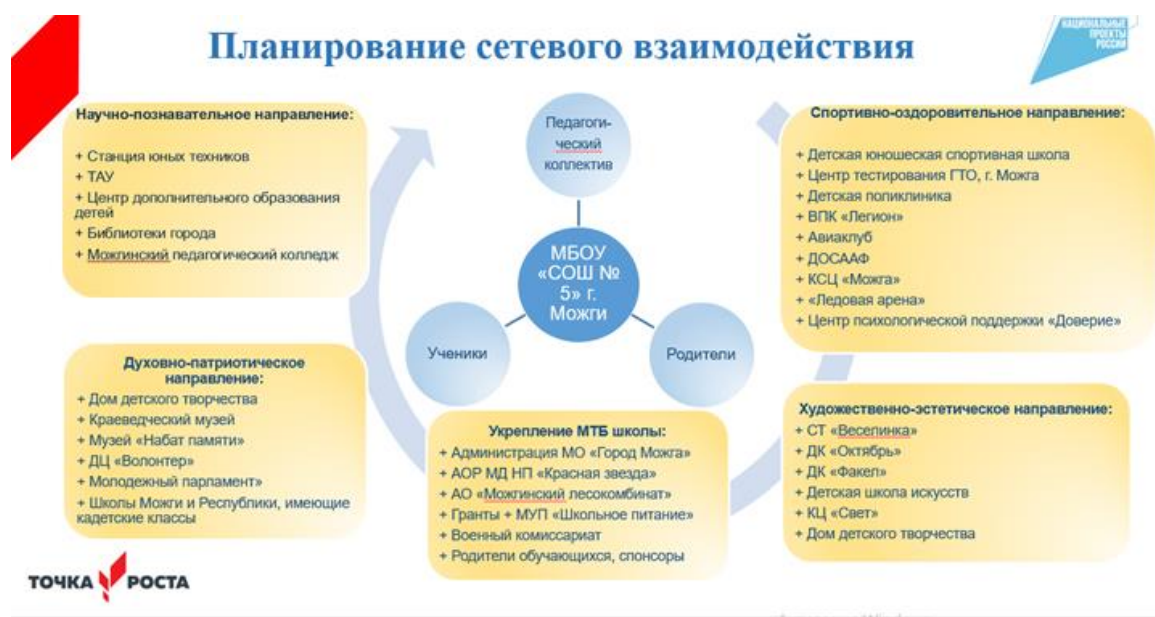 Планирование сетевого взаимодействия
НАЦИОНАЛЬНЫЕ
ПРОЕКТЫ
РОССИИ
Научно-познавательное направление:
+ Станция юных техников
+ ТАУ
+ Центр дополнительного образования
детей
+ Библиотеки города
+ Можгинский педагогический колледж
Духовно-патриотическое
направление:
+ Дом детского творчества
+ Краеведческий музей
+ Музей «Набат памяти»
+ ДЦ «Волонтер»
+ Молодежный парламент»
+ Школы Можги и Республики, имеющие
кадетские классы
Педагоги-
ческий
коллектив
МБОУ
«СОШ №
5» г.
Можги
Ученики
Родители
Укрепление МТБ школы:
+ Администрация МО «Город Можга»
+ АОР МД НП «Красная звезда»
+ АО «Можгинский лесокомбинат»
+ Гранты + МУП «Школьное питание»
+ Военный комиссариат
+ Родители обучающихся, спонсоры
Спортивно-оздоровительное направление:
+ Детская юношеская спортивная школа
+ Центр тестирования ГТО, г. Можга
+ Детская поликлиника
+ ВПК «Легион»
+ Авиаклуб
+ ДОСААФ
+ КСЦ «Можга»
+ «Ледовая арена»
+ Центр психологической поддержки «Доверие»
Художественно-эстетическое направление:
+ СТ «Веселинка»
+ ДК «Октябрь»
+ ДК «Факел»
+ Детская школа искусств
+ КЦ «Свет»
+ Дом детского творчества
ТОЧКА РОСТА